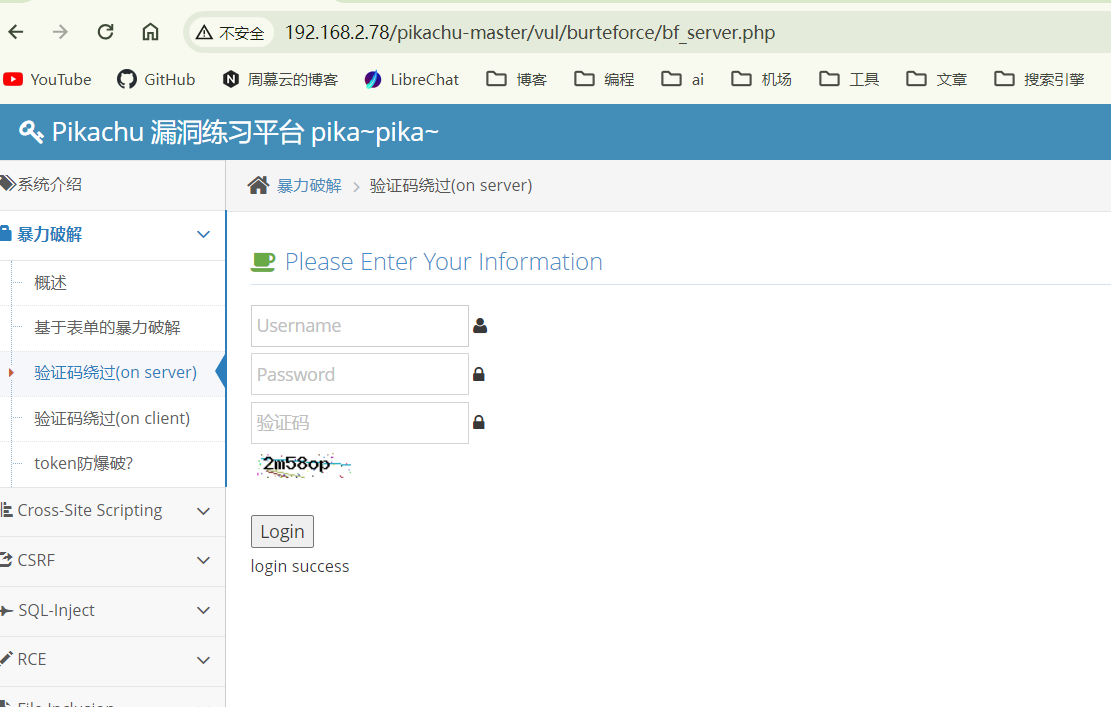 不安全 192.168.2.78/pikachu-master/vul/burteforce/bf_server.php
YouTube GitHub 周慕云的博客 LibreChat 博客 编程 ai 机场 工具 文章 搜索引擎
Pikachu 漏洞练习平台 pika~pika~
系统介绍
暴力破解 验证码绕过(on server)
暴力破解
概述
基于表单的暴力破解
验证码绕过(on server)
验证码绕过(on client)
token防爆破?
Cross-Site Scripting
CSRF
SQL-Inject
RCE
File Inclusion
Please Enter Your Information
Username
Password
验证码
2m58op
Login
login success